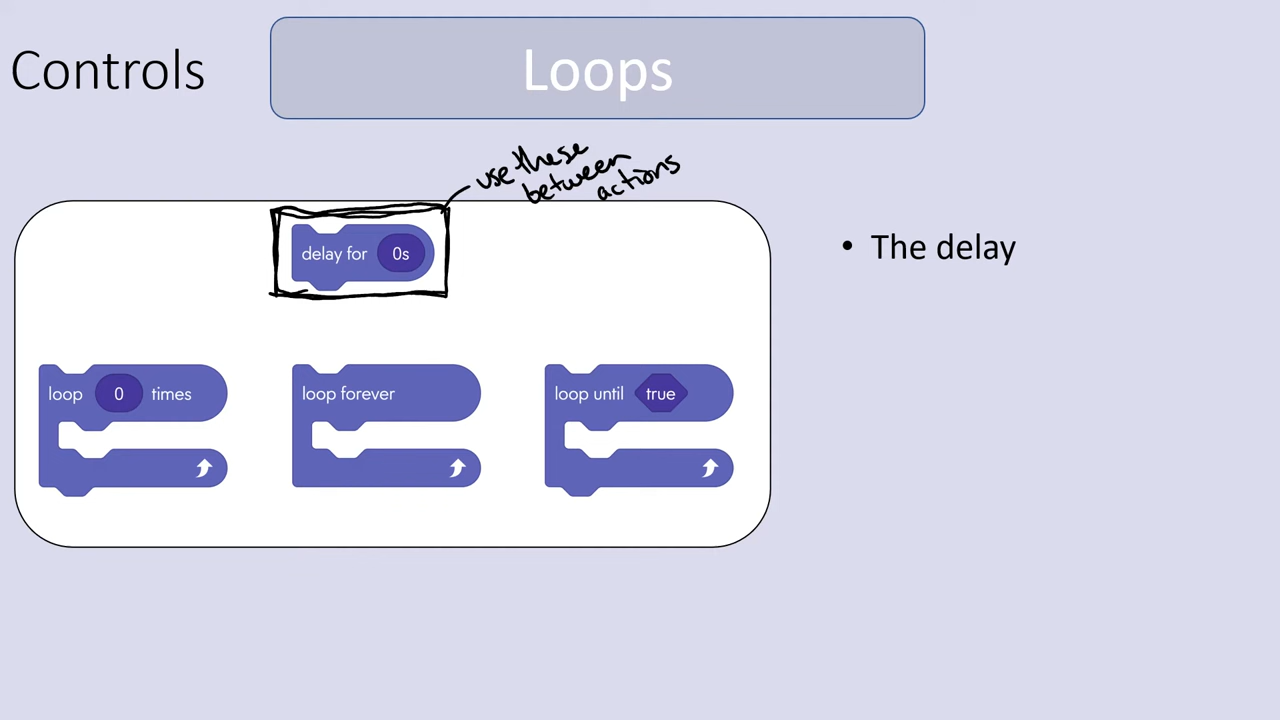 Controls
Loops
use these
between
actions
delay for 0s
• The delay
loop 0 times
loop forever
loop until true